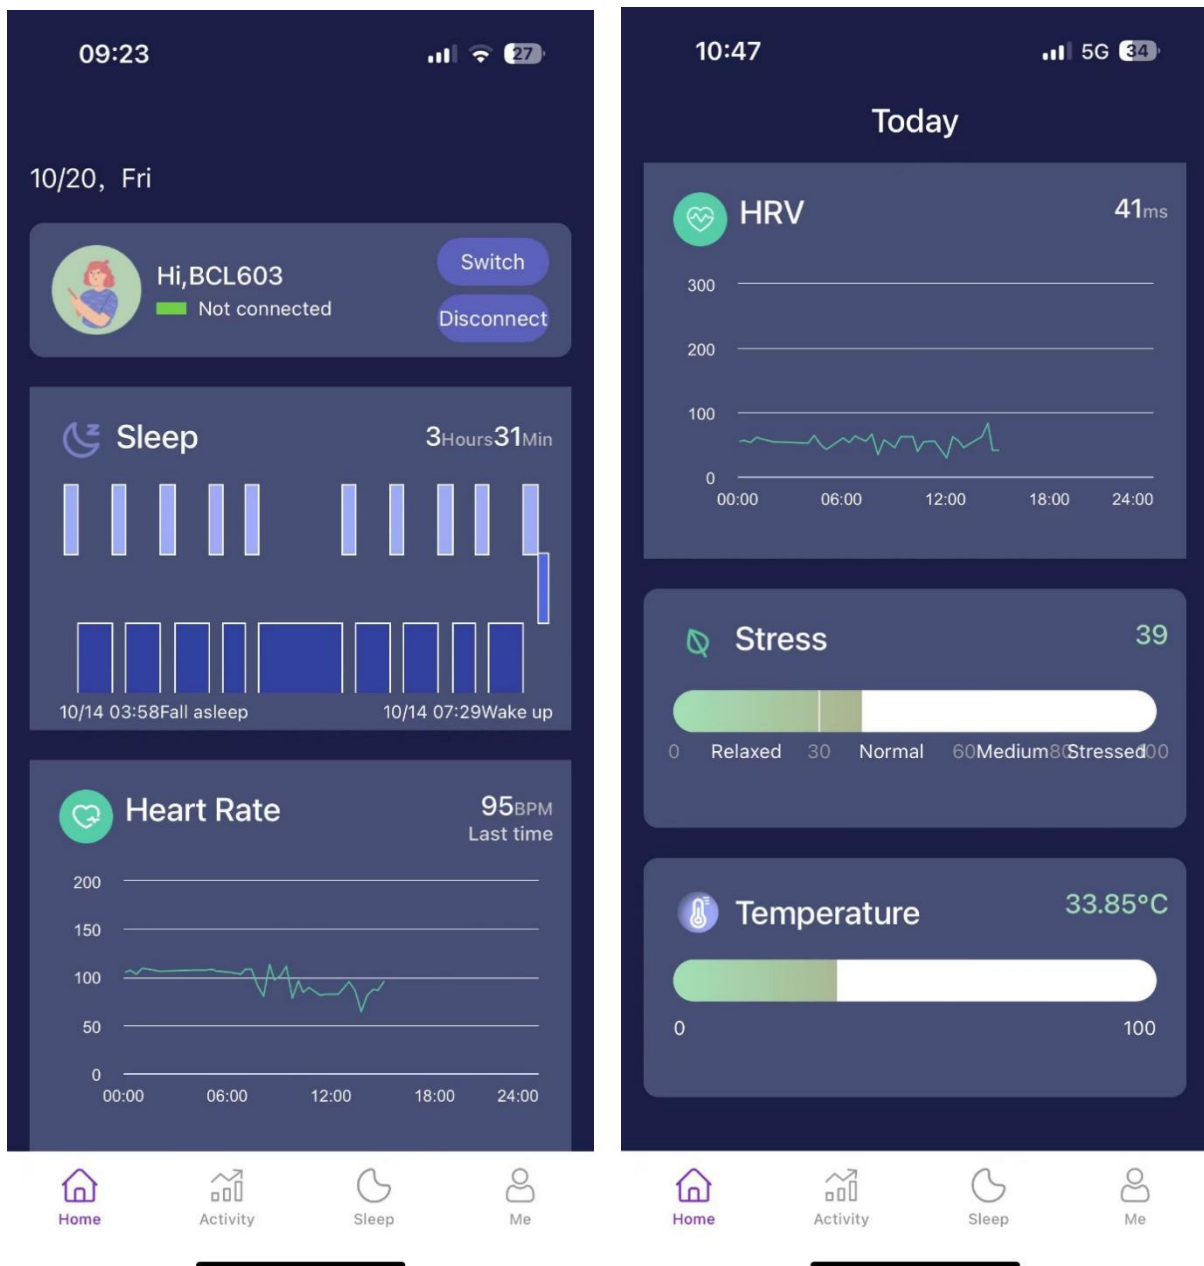 09:23
27
10/20, Fri
Hi,BCL603
Not connected
Switch
Disconnect
Sleep
3Hours31Min
10/14 03:58Fall asleep
10/14 07:29Wake up
Heart Rate
95BPM
Last time
200
150
100
50
0
00:00 06:00 12:00 18:00 24:00
Home Activity Sleep Me
10:47
5G 34
Today
HRV
41ms
300
200
100
0
00:00 06:00 12:00 18:00 24:00
Stress
39
0 Relaxed 30 Normal 60Medium80Stressed100
Temperature
33.85°C
0 100
Home Activity Sleep Me